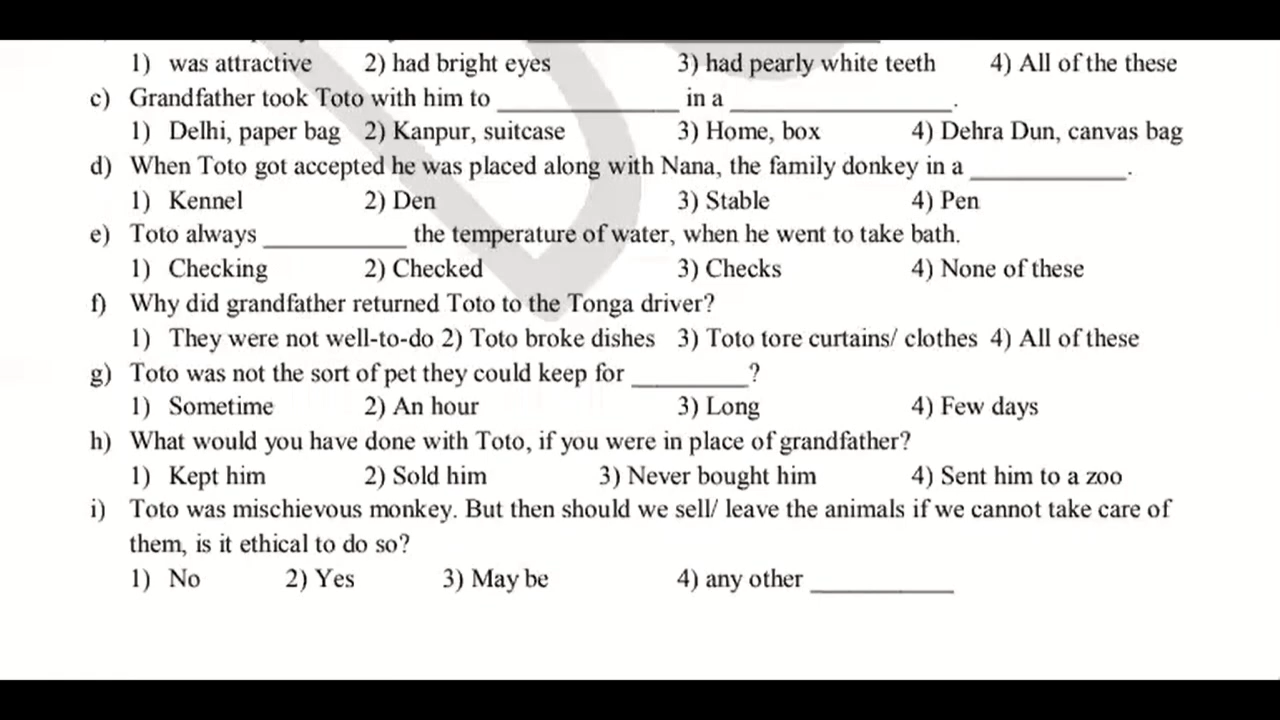 1) was attractive 2) had bright eyes 3) had pearly white teeth 4) All of the these
c) Grandfather took Toto with him to ______________ in a _________________.
1) Delhi, paper bag 2) Kanpur, suitcase 3) Home, box 4) Dehra Dun, canvas bag
d) When Toto got accepted he was placed along with Nana, the family donkey in a ____________.
1) Kennel 2) Den 3) Stable 4) Pen
e) Toto always ___________ the temperature of water, when he went to take bath.
1) Checking 2) Checked 3) Checks 4) None of these
f) Why did grandfather returned Toto to the Tonga driver?
1) They were not well-to-do 2) Toto broke dishes 3) Toto tore curtains/ clothes 4) All of these
g) Toto was not the sort of pet they could keep for _________?
1) Sometime 2) An hour 3) Long 4) Few days
h) What would you have done with Toto, if you were in place of grandfather?
1) Kept him 2) Sold him 3) Never bought him 4) Sent him to a zoo
i) Toto was mischievous monkey. But then should we sell/ leave the animals if we cannot take care of
them, is it ethical to do so?
1) No 2) Yes 3) May be 4) any other ___________